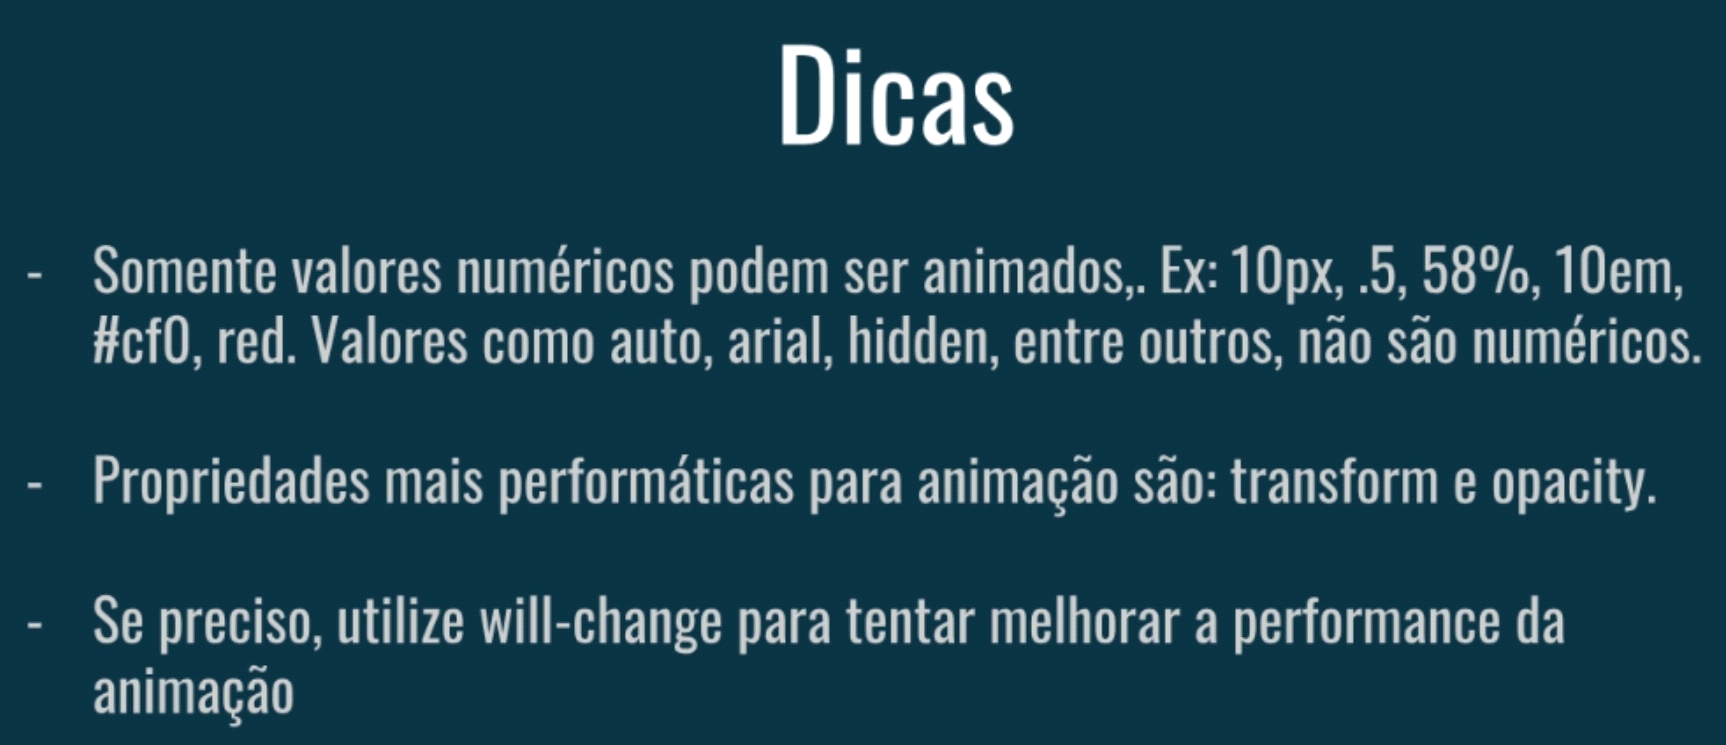 Dicas
- Somente valores numéricos podem ser animados,. Ex: 10px, .5, 58%, 10em,
#cf0, red. Valores como auto, arial, hidden, entre outros, não são numéricos.
- Propriedades mais performáticas para animação são: transform e opacity.
- Se preciso, utilize will-change para tentar melhorar a performance da
animação